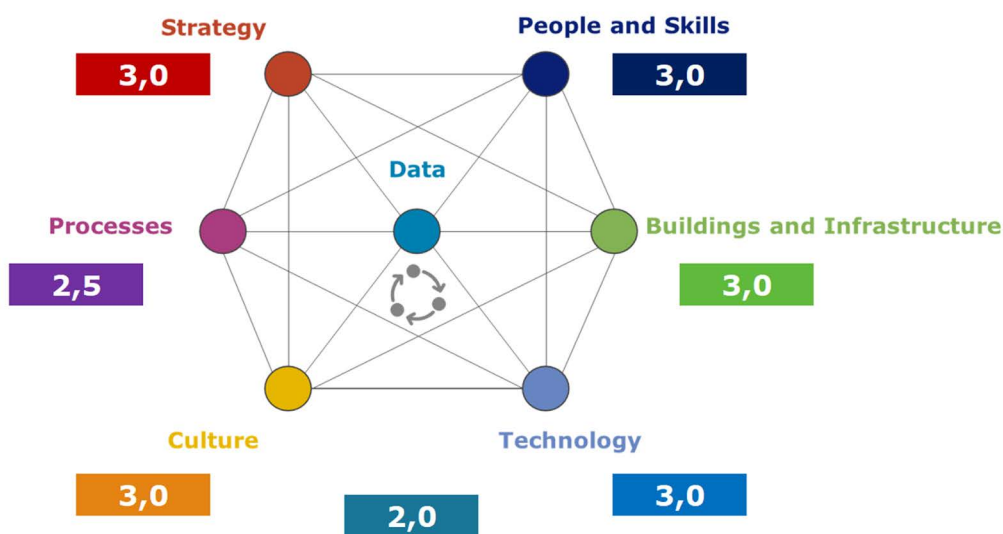 Strategy
People and Skills
3,0
3,0
Data
Processes
Buildings and Infrastructure
2,5
3,0
Culture
Technology
3,0
2,0
3,0